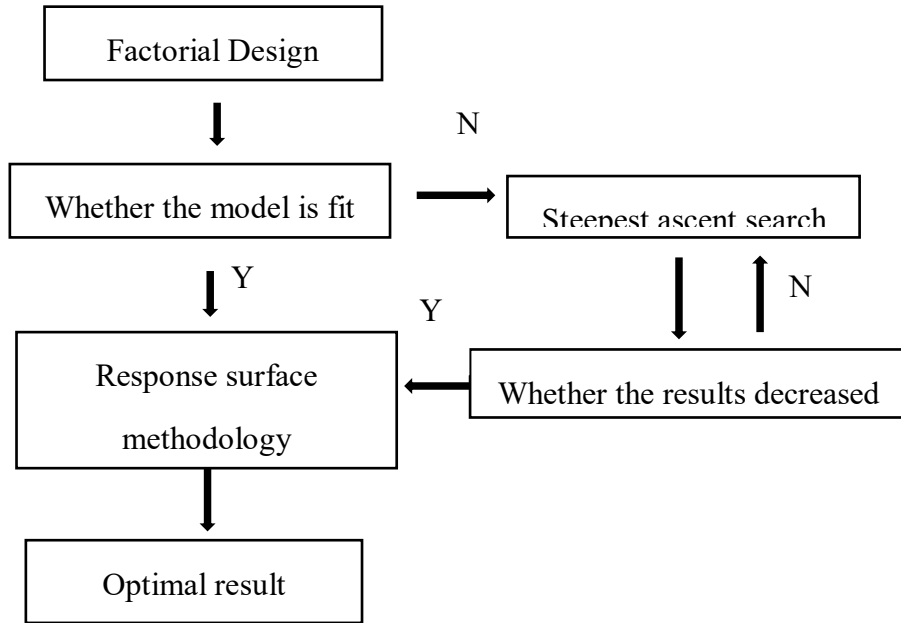 Factorial Design
N
Whether the model is fit
Steepest ascent search
Y
N
Y
Response surface
methodology
Whether the results decreased
Optimal result